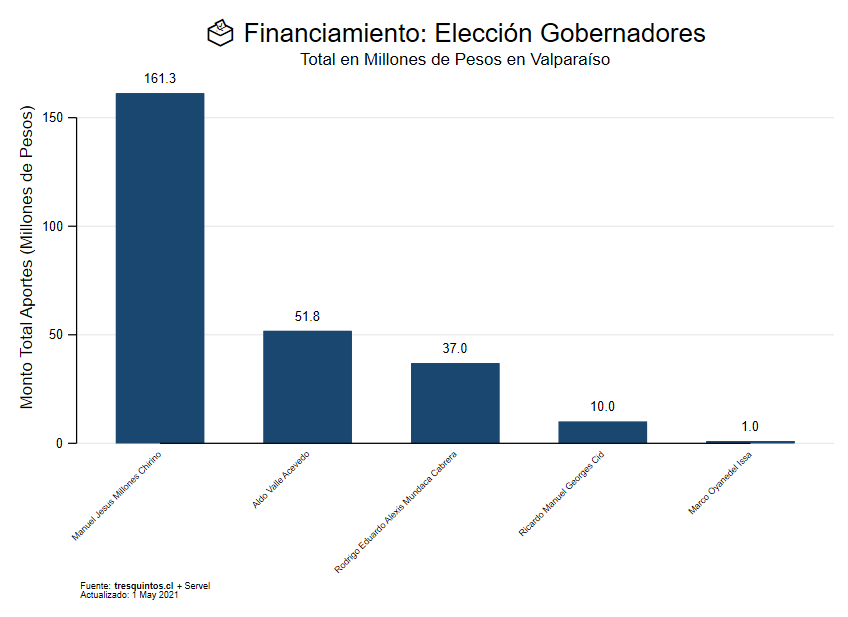 Financiamiento: Elección Gobernadores
Total en Millones de Pesos en Valparaíso
Monto Total Aportes (Millones de Pesos)
150
100
50
0
161.3
51.8
37.0
10.0
1.0
Manuel Jesus Millones Chirino
Aldo Valle Acevedo
Rodrigo Eduardo Alexis Mundaca Cabrera
Ricardo Manuel Georges Cid
Marco Oyanedel Issa
Fuente: tresquintos.cl + Servel
Actualizado: 1 May 2021